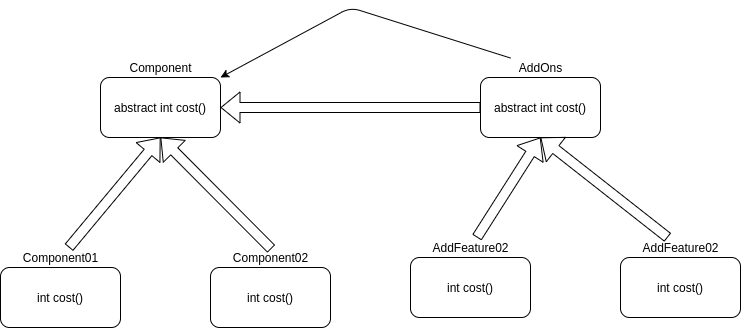 Component
AddOns
abstract int cost()
abstract int cost()
Component01
Component02
AddFeature02
AddFeature02
int cost()
int cost()
int cost()
int cost()